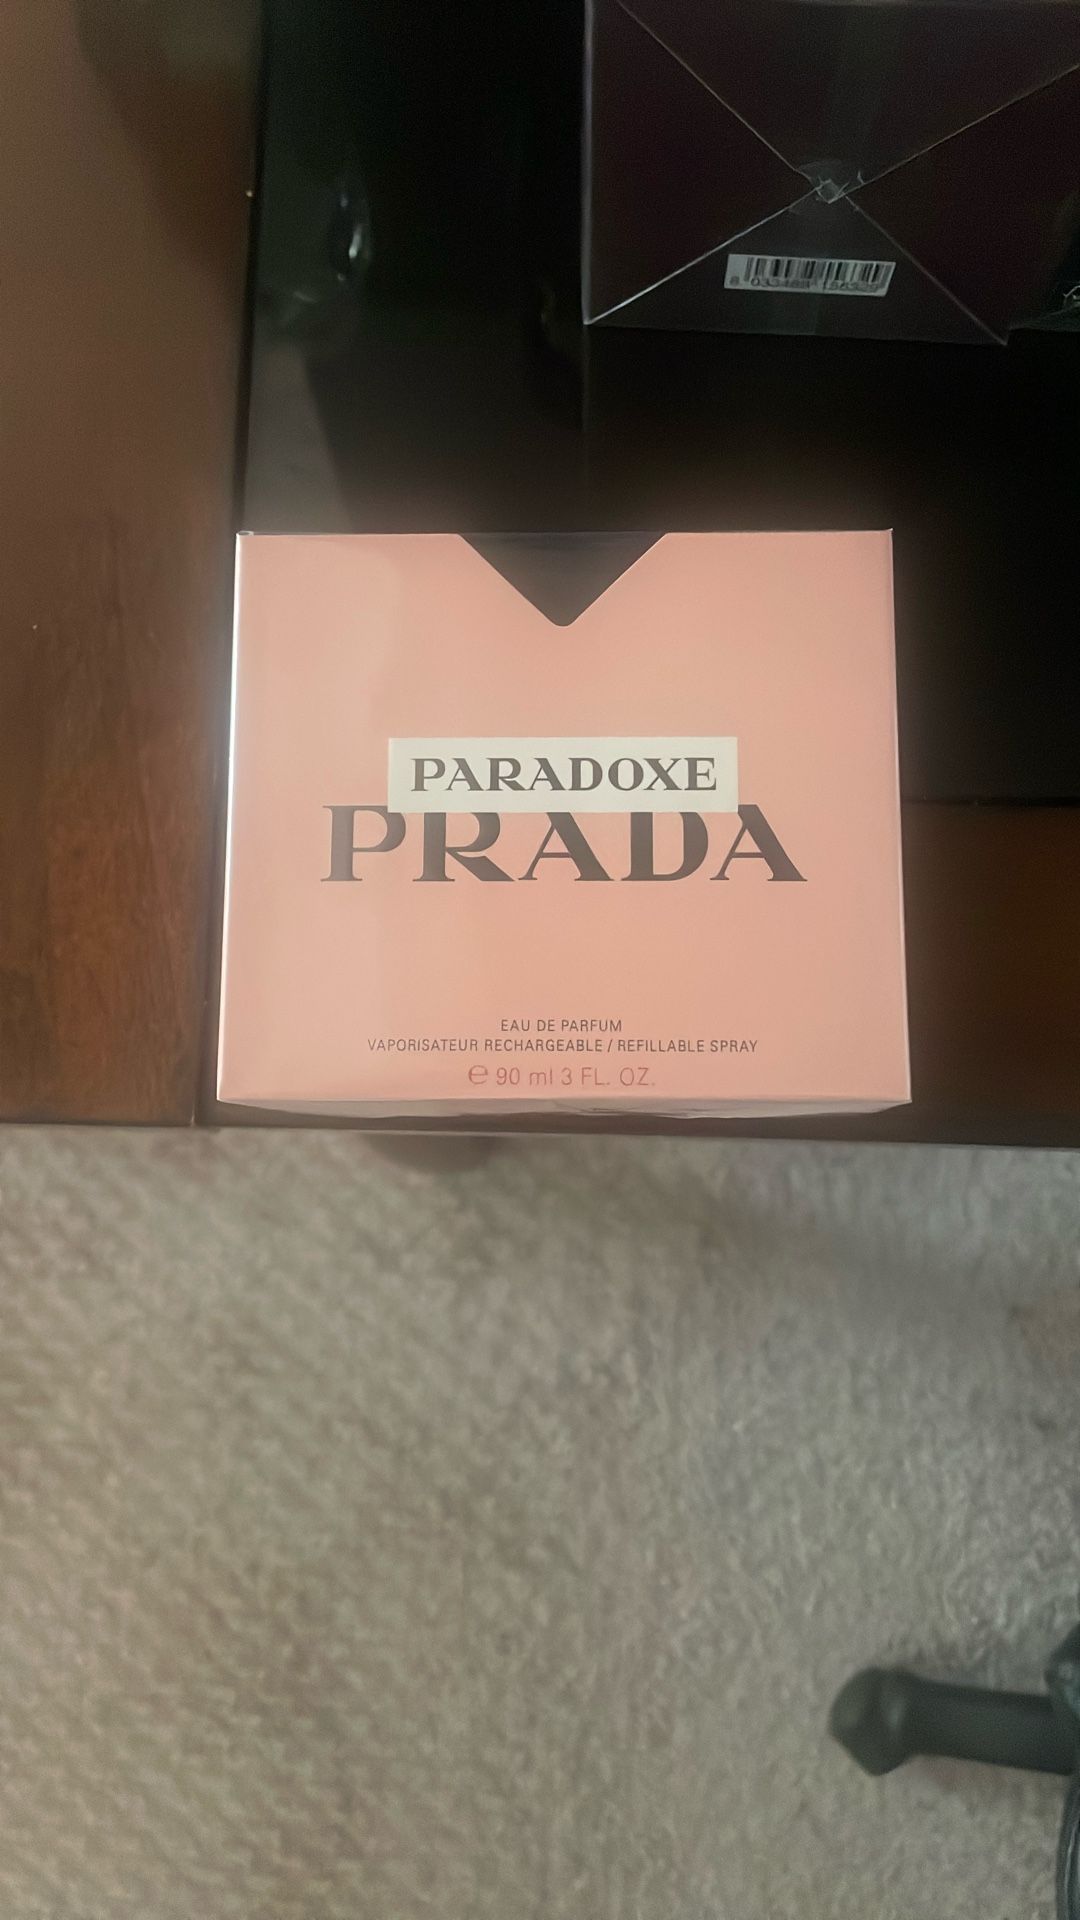 PARADOXE
PRADA
EAU DE PARFUM
VAPORISATEUR RECHARGEABLE / REFILLABLE SPRAY
℮ 90 ml 3 FL. OZ.